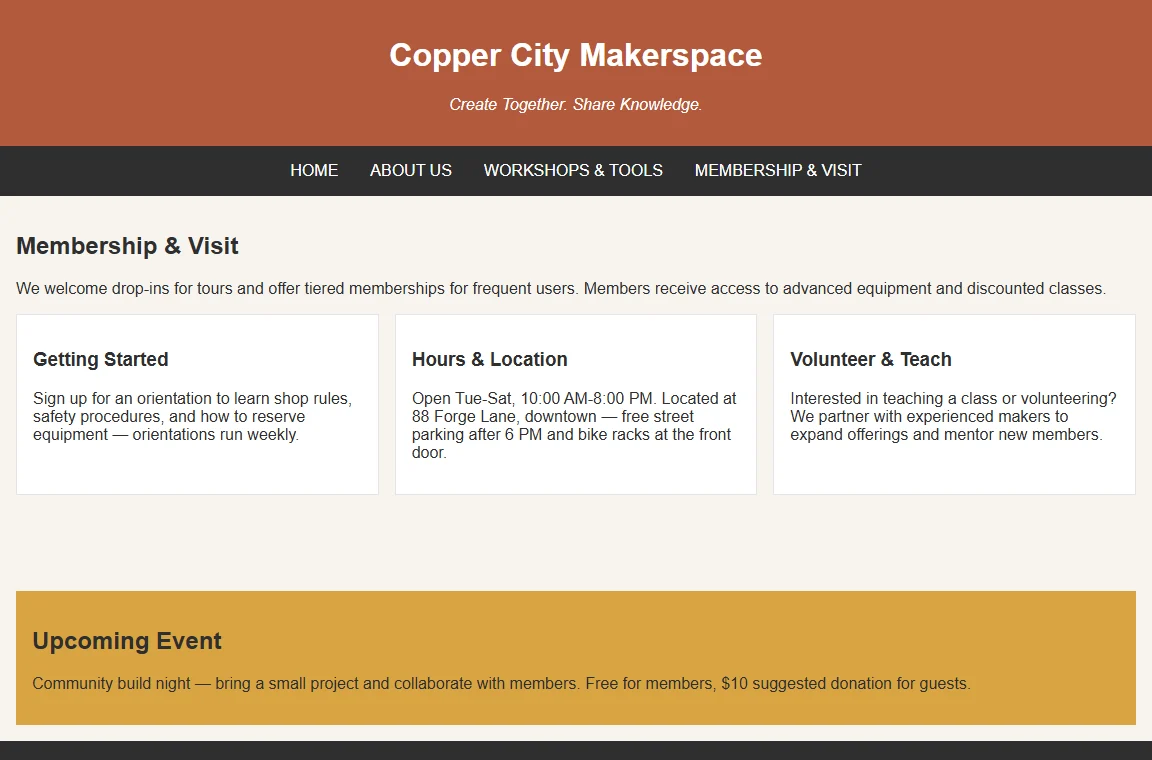 Copper City Makerspace
Create Together. Share Knowledge.
HOME ABOUT US WORKSHOPS & TOOLS MEMBERSHIP & VISIT
Membership & Visit
We welcome drop-ins for tours and offer tiered memberships for frequent users. Members receive access to advanced equipment and discounted classes.
Getting Started
Sign up for an orientation to learn shop rules,
safety procedures, and how to reserve
equipment — orientations run weekly.
Hours & Location
Open Tue-Sat, 10:00 AM-8:00 PM. Located at
88 Forge Lane, downtown — free street
parking after 6 PM and bike racks at the front
door.
Volunteer & Teach
Interested in teaching a class or volunteering?
We partner with experienced makers to
expand offerings and mentor new members.
Upcoming Event
Community build night — bring a small project and collaborate with members. Free for members, $10 suggested donation for guests.